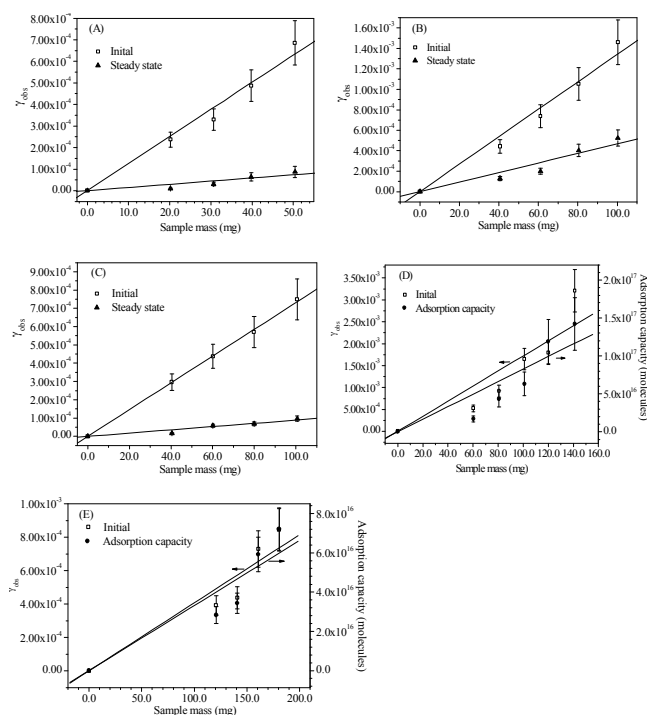 (A)
Inital
Steady state
8.00x10⁻⁴
7.00x10⁻⁴
6.00x10⁻⁴
5.00x10⁻⁴
4.00x10⁻⁴
3.00x10⁻⁴
2.00x10⁻⁴
1.00x10⁻⁴
0.00
γobs
0.0 10.0 20.0 30.0 40.0 50.0
Sample mass (mg)
(B)
Initial
Steady state
1.60x10⁻³
1.40x10⁻³
1.20x10⁻³
1.00x10⁻³
8.00x10⁻⁴
6.00x10⁻⁴
4.00x10⁻⁴
2.00x10⁻⁴
0.00
γobs
0.0 20.0 40.0 60.0 80.0 100.0
Sample mass (mg)
(C)
Initial
Steady state
9.00x10⁻⁴
8.00x10⁻⁴
7.00x10⁻⁴
6.00x10⁻⁴
5.00x10⁻⁴
4.00x10⁻⁴
3.00x10⁻⁴
2.00x10⁻⁴
1.00x10⁻⁴
0.00
γobs
0.0 20.0 40.0 60.0 80.0 100.0
Sample mass (mg)
(D)
Inital
Adsorption capacity
3.50x10⁻³
3.00x10⁻³
2.50x10⁻³
2.00x10⁻³
1.50x10⁻³
1.00x10⁻³
5.00x10⁻⁴
0.00
γobs
2.0x10¹⁷
1.5x10¹⁷
1.0x10¹⁷
5.0x10¹⁶
0.0
Adsorption capacity (molecules)
0.0 20.0 40.0 60.0 80.0 100.0 120.0 140.0 160.0
Sample mass (mg)
(E)
Initial
Adsorption capacity
1.00x10⁻³
8.00x10⁻⁴
6.00x10⁻⁴
4.00x10⁻⁴
2.00x10⁻⁴
0.00
γobs
8.0x10¹⁶
6.0x10¹⁶
4.0x10¹⁶
2.0x10¹⁶
0.0
Adsorption capacity (molecules)
0.0 50.0 100.0 150.0 200.0
Sample mass (mg)